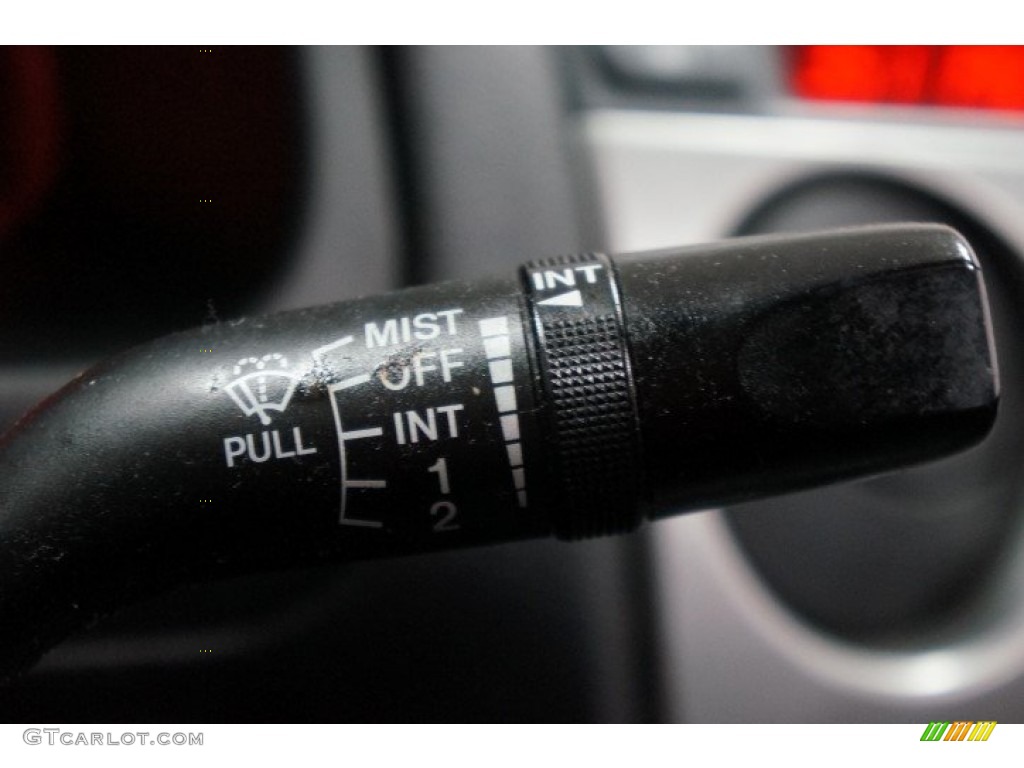 INT
MIST
OFF
INT
PULL
1
2
GTCARLOT.COM